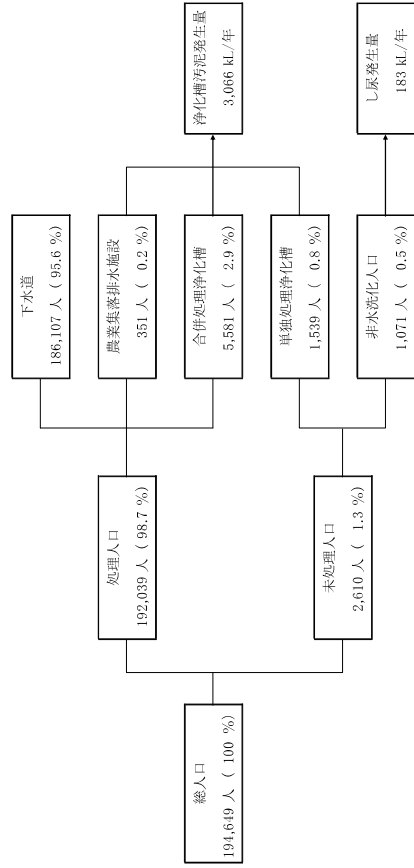 総人口
194,649 人 ( 100 %)
処理人口
192,039 人 ( 98.7 %)
未処理人口
2,610 人 ( 1.3 %)
下水道
186,107 人 ( 95.6 %)
農業集落排水施設
351 人 ( 0.2 %)
合併処理浄化槽
5,581 人 ( 2.9 %)
単独処理浄化槽
1,539 人 ( 0.8 %)
非水洗化人口
1,071 人 ( 0.5 %)
浄化槽汚泥発生量
3,066 kL/年
し尿発生量
183 kL/年